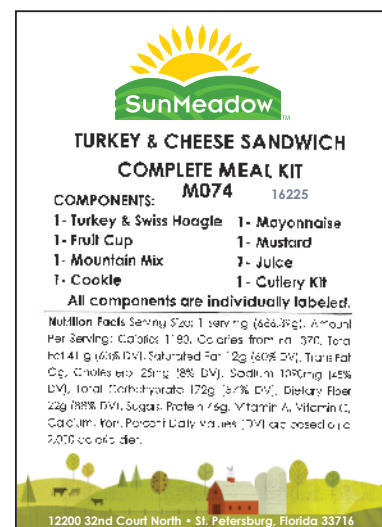 SunMeadow
TM
TURKEY & CHEESE SANDWICH
COMPLETE MEAL KIT
M074 16225
COMPONENTS:
1- Turkey & Swiss Hoagie 1- Mayonnaise
1- Fruit Cup 1- Mustard
1- Mountain Mix 1- Juice
1- Cookie 1- Cutlery Kit
All components are individually labeled.
Nutrition Facts Serving Size: 1 serving Amount
Per Serving: Calories 1180, Calories from Fat 370, Total
Fat 41g (63% DV), Saturated Fat 12g (60% DV), Trans Fat
0g, Cholesterol 25mg (8% DV), Sodium 1090mg (45%
DV), Total Carbohydrate 172g (57% DV), Dietary Fiber
22g (88% DV), Sugars, Protein 46g, Vitamin A, Vitamin C,
Calcium, Iron. Percent Daily Values (DV) are based on a
2,000 calorie diet.
12200 32nd Court North • St. Petersburg, Florida 33716